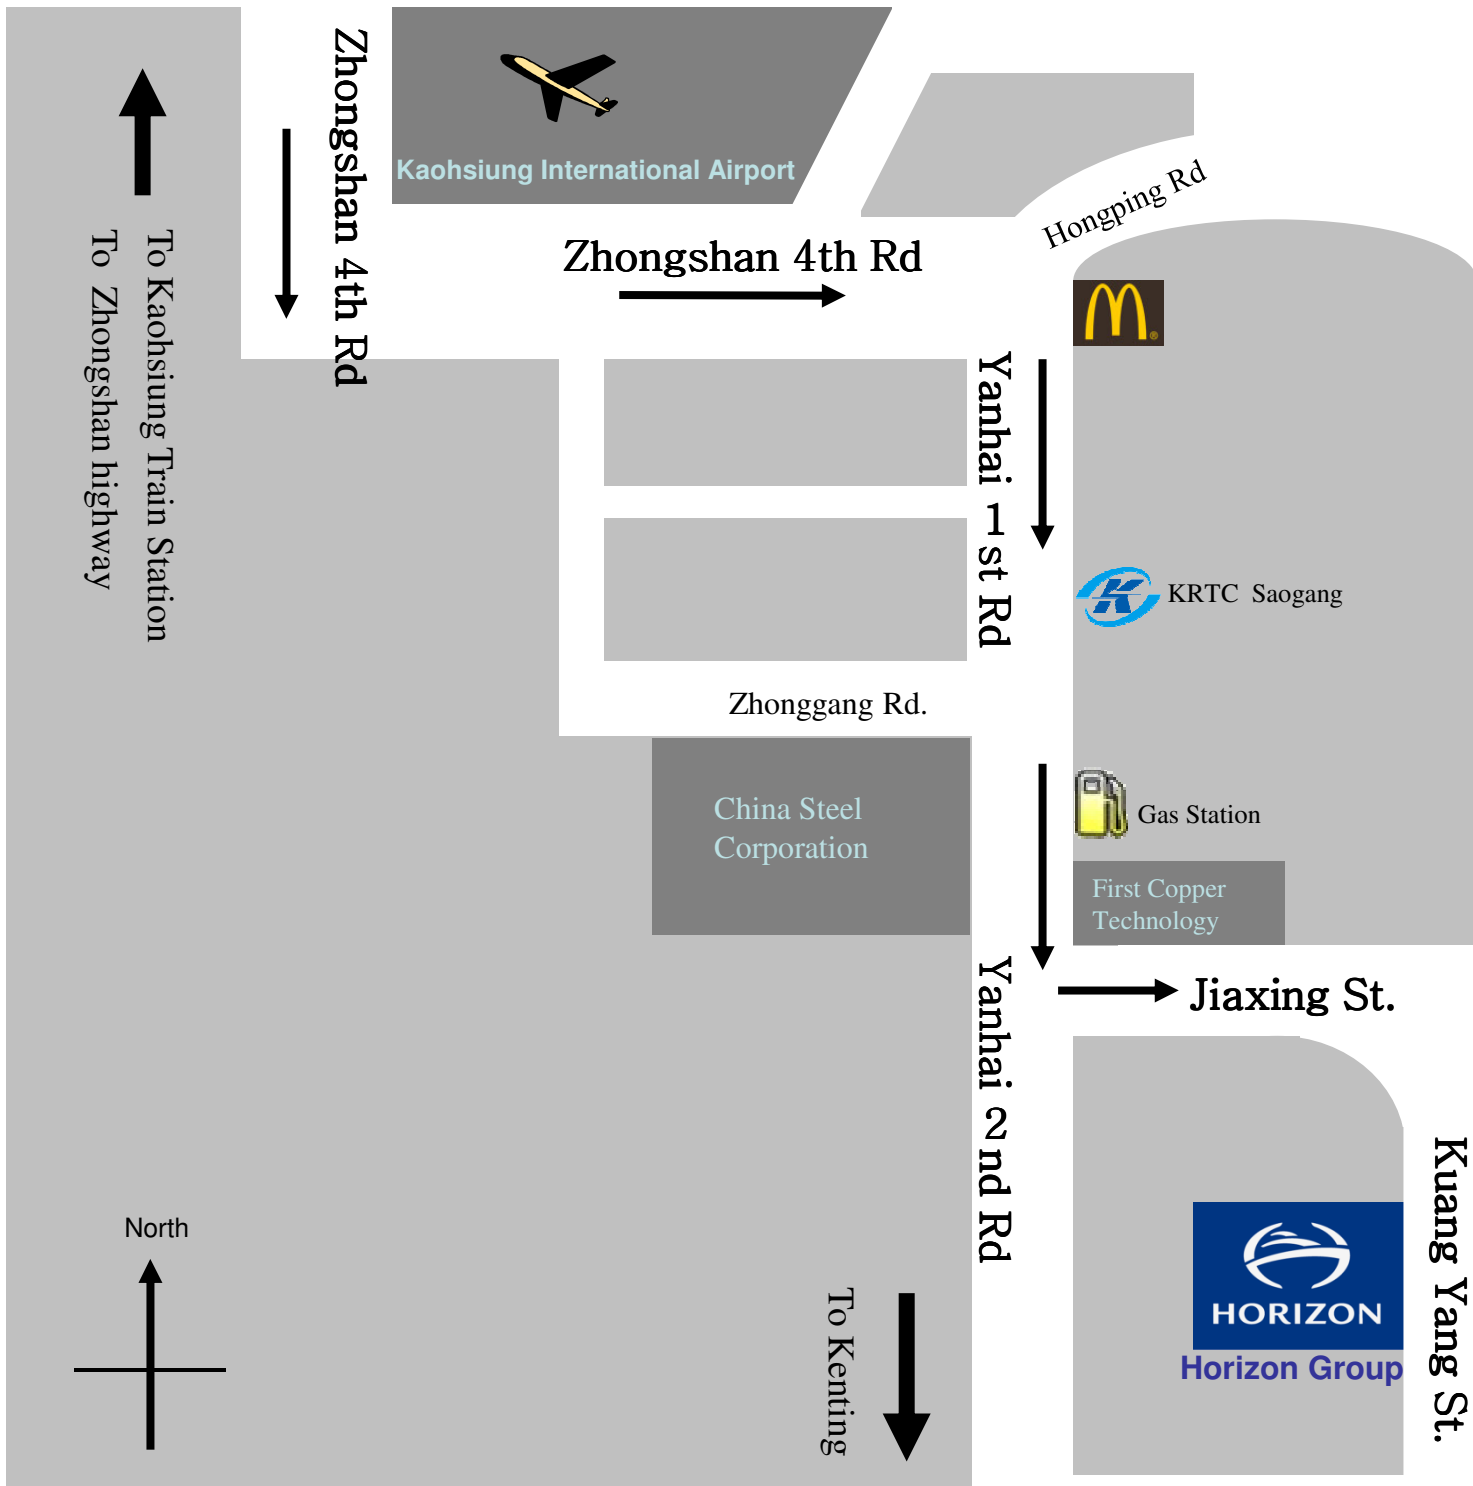 Zhongshan 4th Rd
Kaohsiung International Airport
Hongping Rd
Zhongshan 4th Rd
To Kaohsiung Train Station
To Zhongshan highway
Yanhai 1st Rd
KRTC Saogang
Zhonggang Rd.
China Steel
Corporation
Gas Station
First Copper
Technology
Yanhai 2nd Rd
Jiaxing St.
Kuang Yang St.
North
HORIZON
Horizon Group
To Kenting